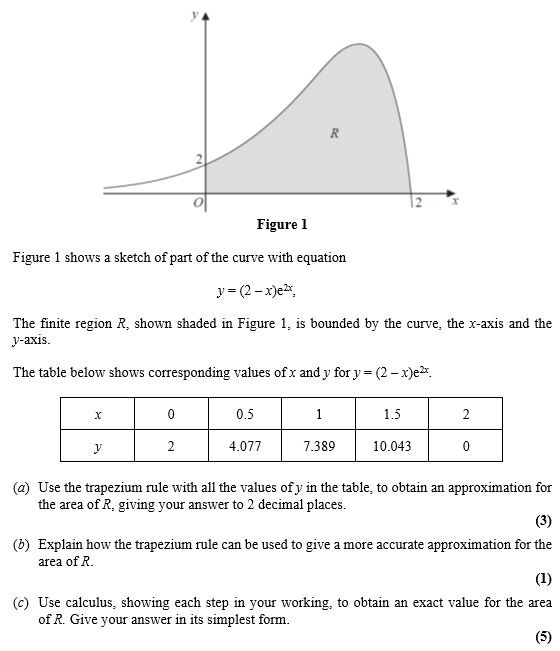 y
2
R
O
2
x
Figure 1
Figure 1 shows a sketch of part of the curve with equation
y = (2 – x)e²ˣ,
The finite region R, shown shaded in Figure 1, is bounded by the curve, the x-axis and the
y-axis.
The table below shows corresponding values of x and y for y = (2 – x)e²ˣ.
x 0 0.5 1 1.5 2
y 2 4.077 7.389 10.043 0
(a) Use the trapezium rule with all the values of y in the table, to obtain an approximation for
the area of R, giving your answer to 2 decimal places.
(3)
(b) Explain how the trapezium rule can be used to give a more accurate approximation for the
area of R.
(1)
(c) Use calculus, showing each step in your working, to obtain an exact value for the area
of R. Give your answer in its simplest form.
(5)